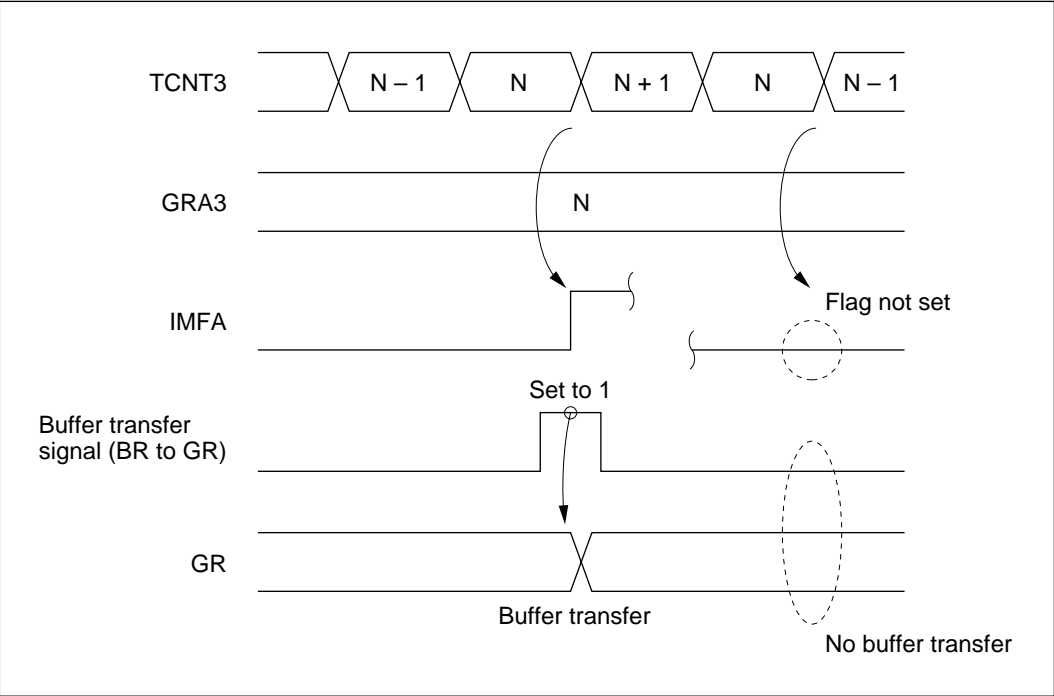 TCNT3 N – 1 N N + 1 N N – 1
GRA3 N
Flag not set
IMFA
Set to 1
Buffer transfer
signal (BR to GR)
GR
Buffer transfer
No buffer transfer